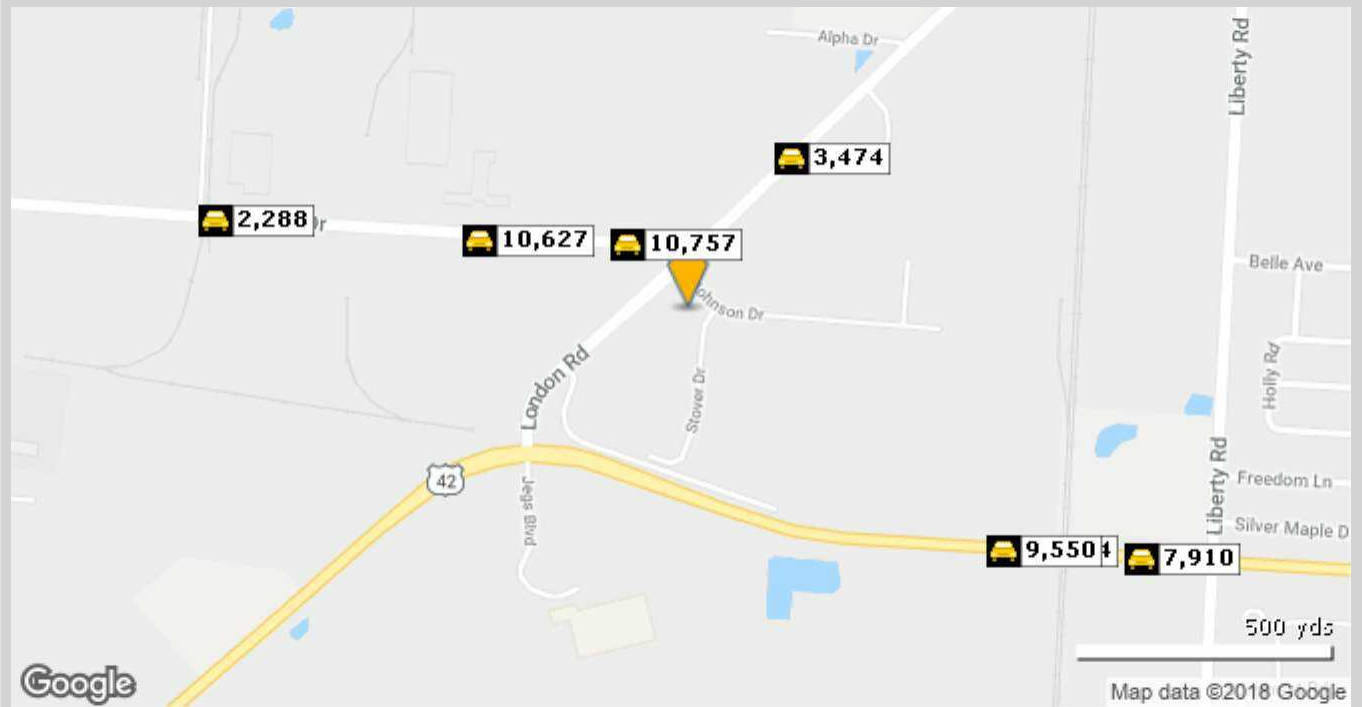 Alpha Dr
Liberty Rd
3,474
2,288
10,627
10,757
Belle Ave
Johnson Dr
Holly Rd
London Rd
Stover Dr
42
Jegs Blvd
Liberty Rd
Freedom Ln
Silver Maple D
9,550
7,910
500 yds
Google
Map data ©2018 Google